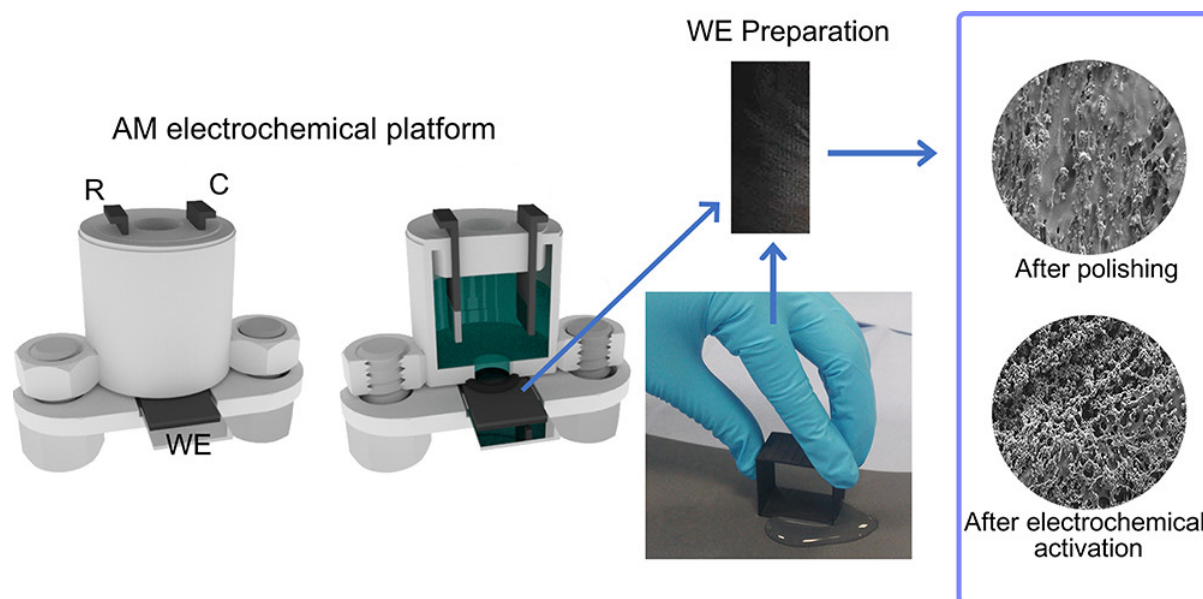 WE Preparation
AM electrochemical platform
R
C
WE
After polishing
After electrochemical
activation